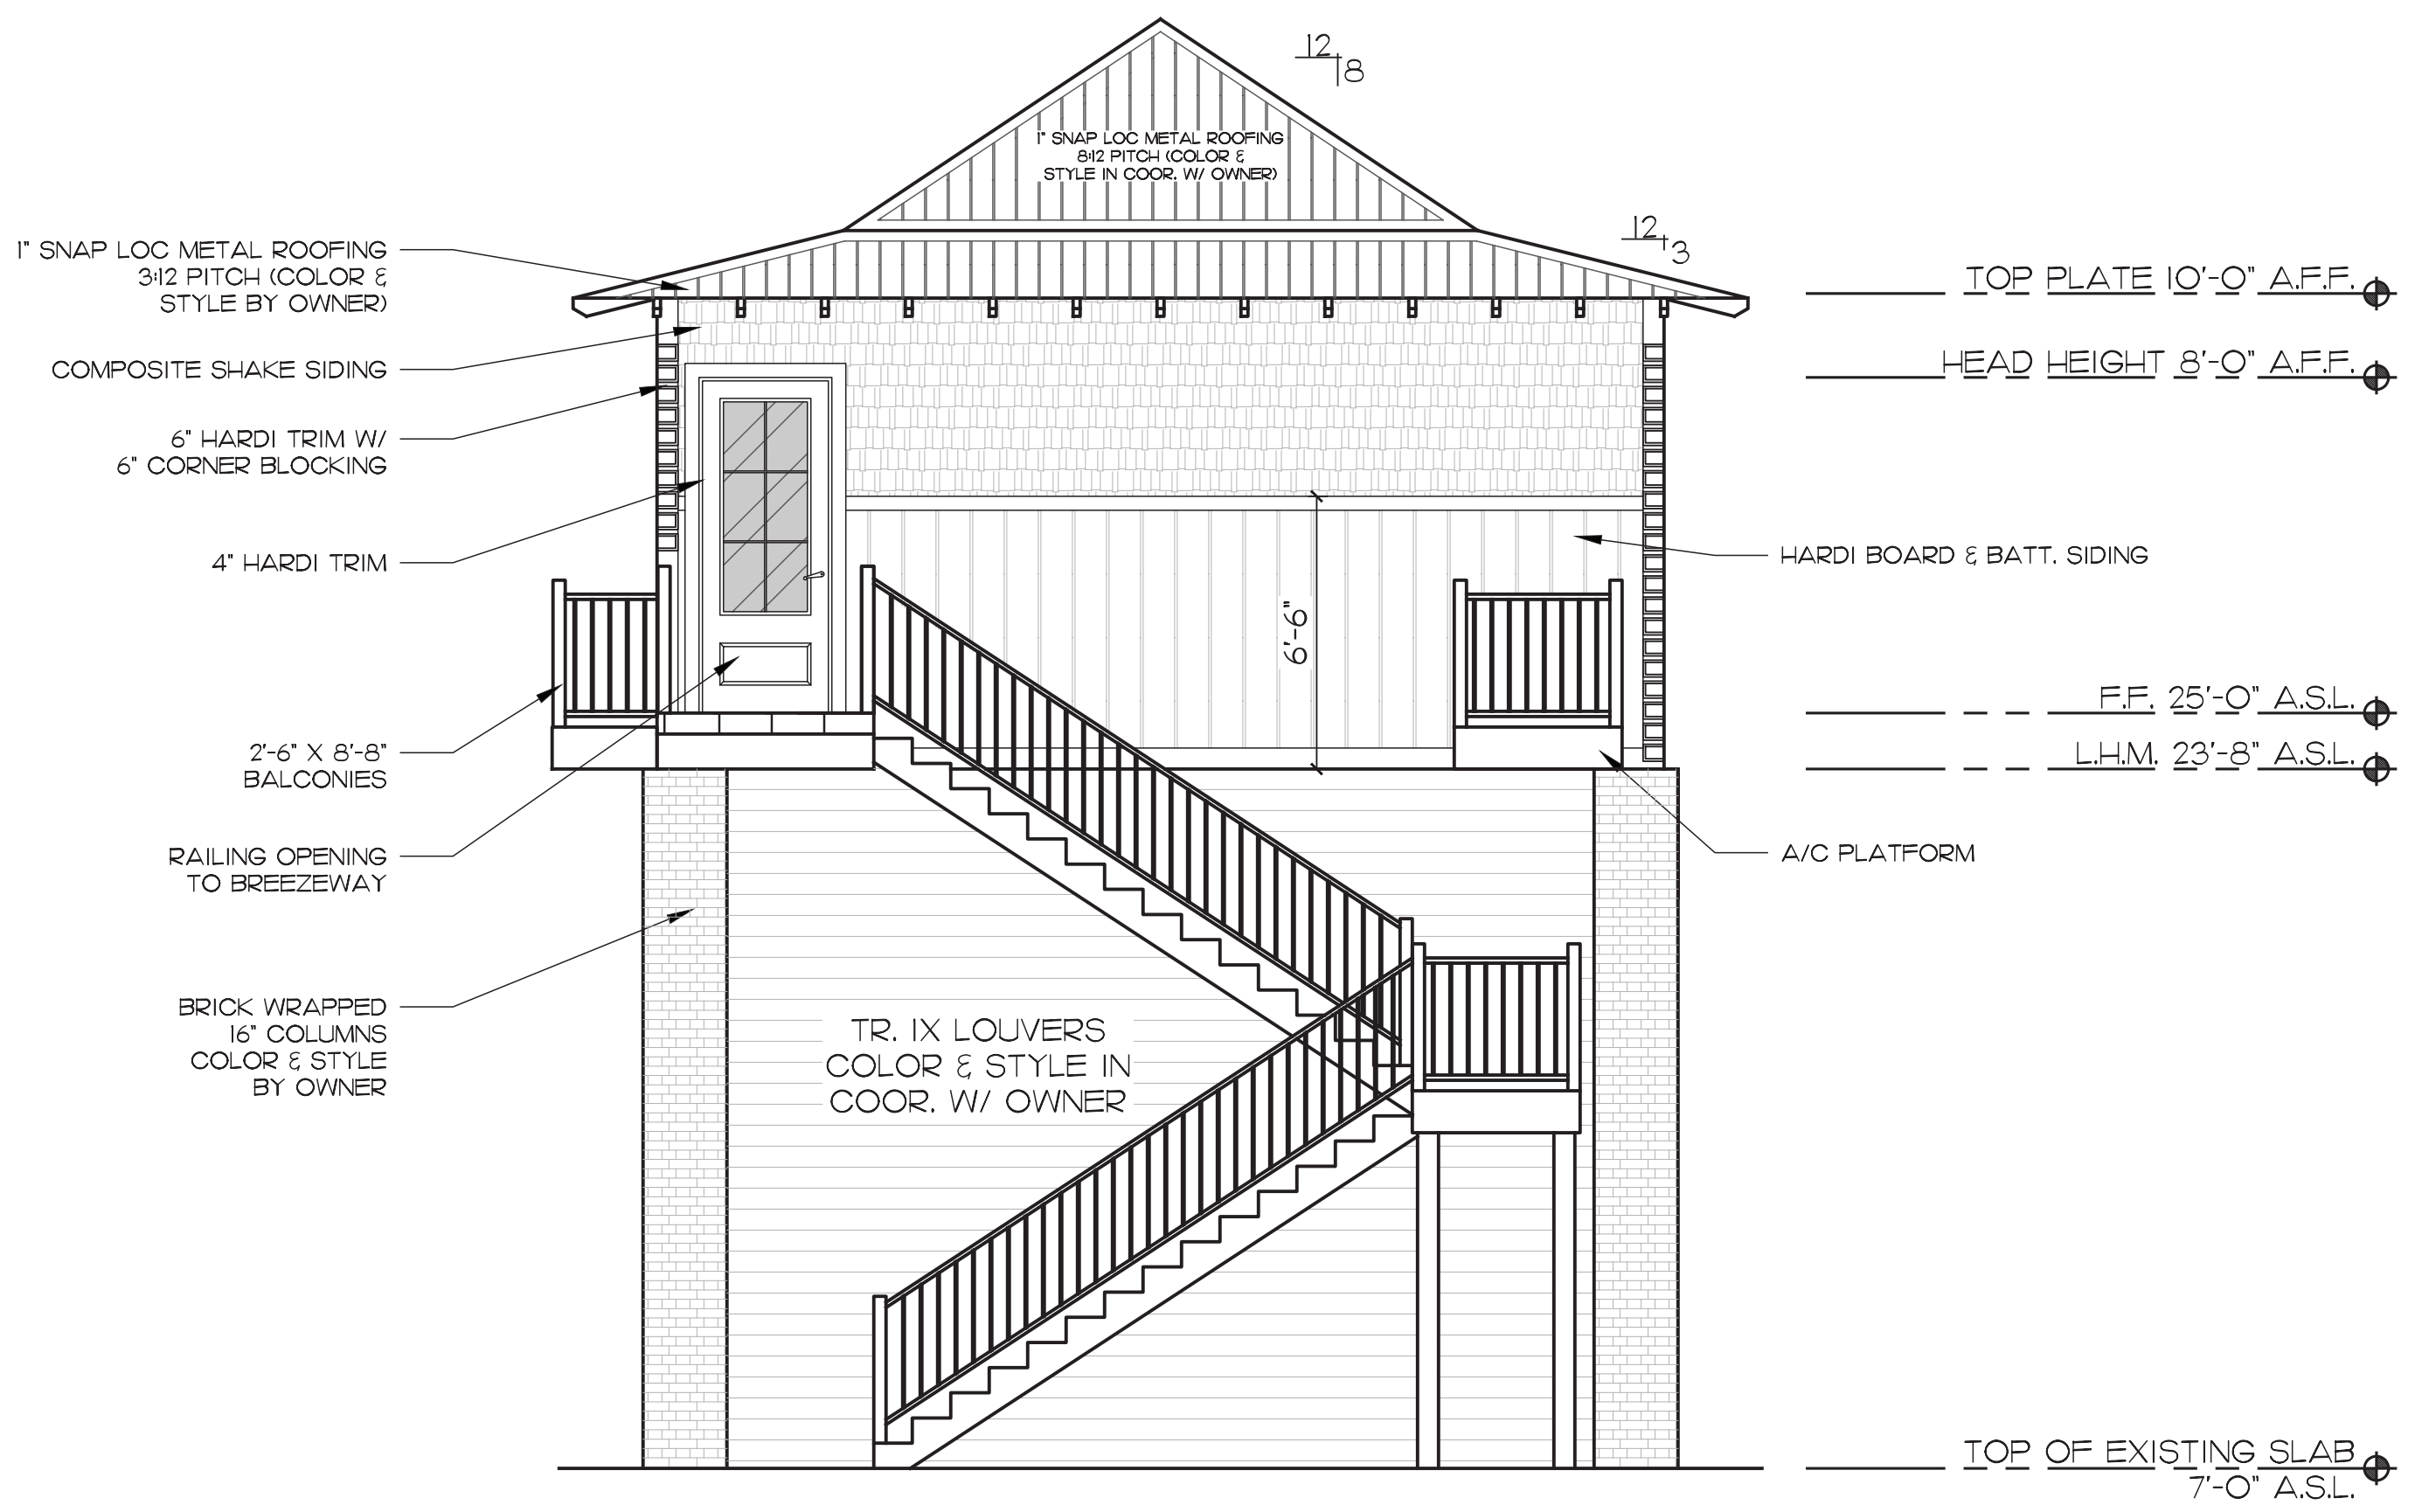 12
8
1" SNAP LOC METAL ROOFING
8:12 PITCH (COLOR &
STYLE IN COOR. W/ OWNER)
12
3
1" SNAP LOC METAL ROOFING
3:12 PITCH (COLOR &
STYLE BY OWNER)
COMPOSITE SHAKE SIDING
6" HARDI TRIM W/
6" CORNER BLOCKING
4" HARDI TRIM
2'-6" X 8'-8"
BALCONIES
RAILING OPENING
TO BREEZEWAY
BRICK WRAPPED
16" COLUMNS
COLOR & STYLE
BY OWNER
6'-6"
TR. IX LOUVERS
COLOR & STYLE IN
COOR. W/ OWNER
TOP PLATE 10'-0" A.F.F.
HEAD HEIGHT 8'-0" A.F.F.
HARDI BOARD & BATT. SIDING
F.F. 25'-0" A.S.L.
L.H.M. 23'-8" A.S.L.
A/C PLATFORM
TOP OF EXISTING SLAB
7'-0" A.S.L.